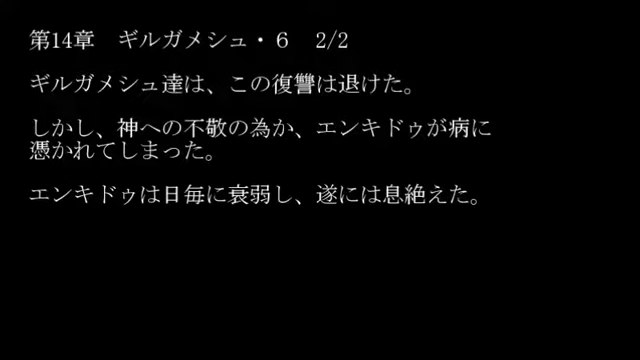 第14章　ギルガメシュ・６　2/2
ギルガメシュ達は、この復讐は退けた。
しかし、神への不敬の為か、エンキドゥが病に
憑かれてしまった。
エンキドゥは日毎に衰弱し、遂には息絶えた。